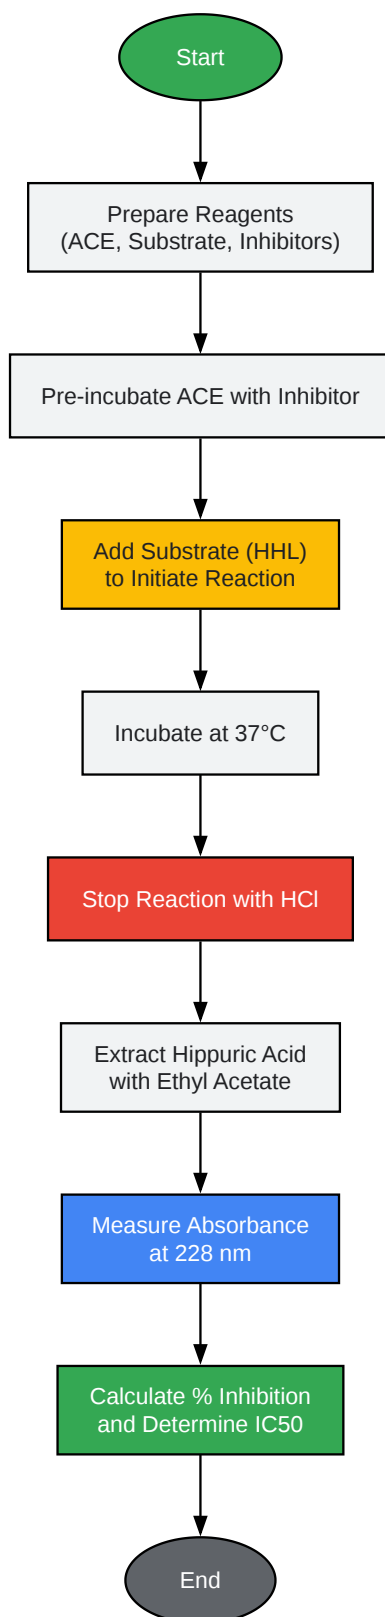 Start
Prepare Reagents
(ACE, Substrate, Inhibitors)
Pre-incubate ACE with Inhibitor
Add Substrate (HHL)
to Initiate Reaction
Incubate at 37°C
Stop Reaction with HCl
Extract Hippuric Acid
with Ethyl Acetate
Measure Absorbance
at 228 nm
Calculate % Inhibition
and Determine IC50
End